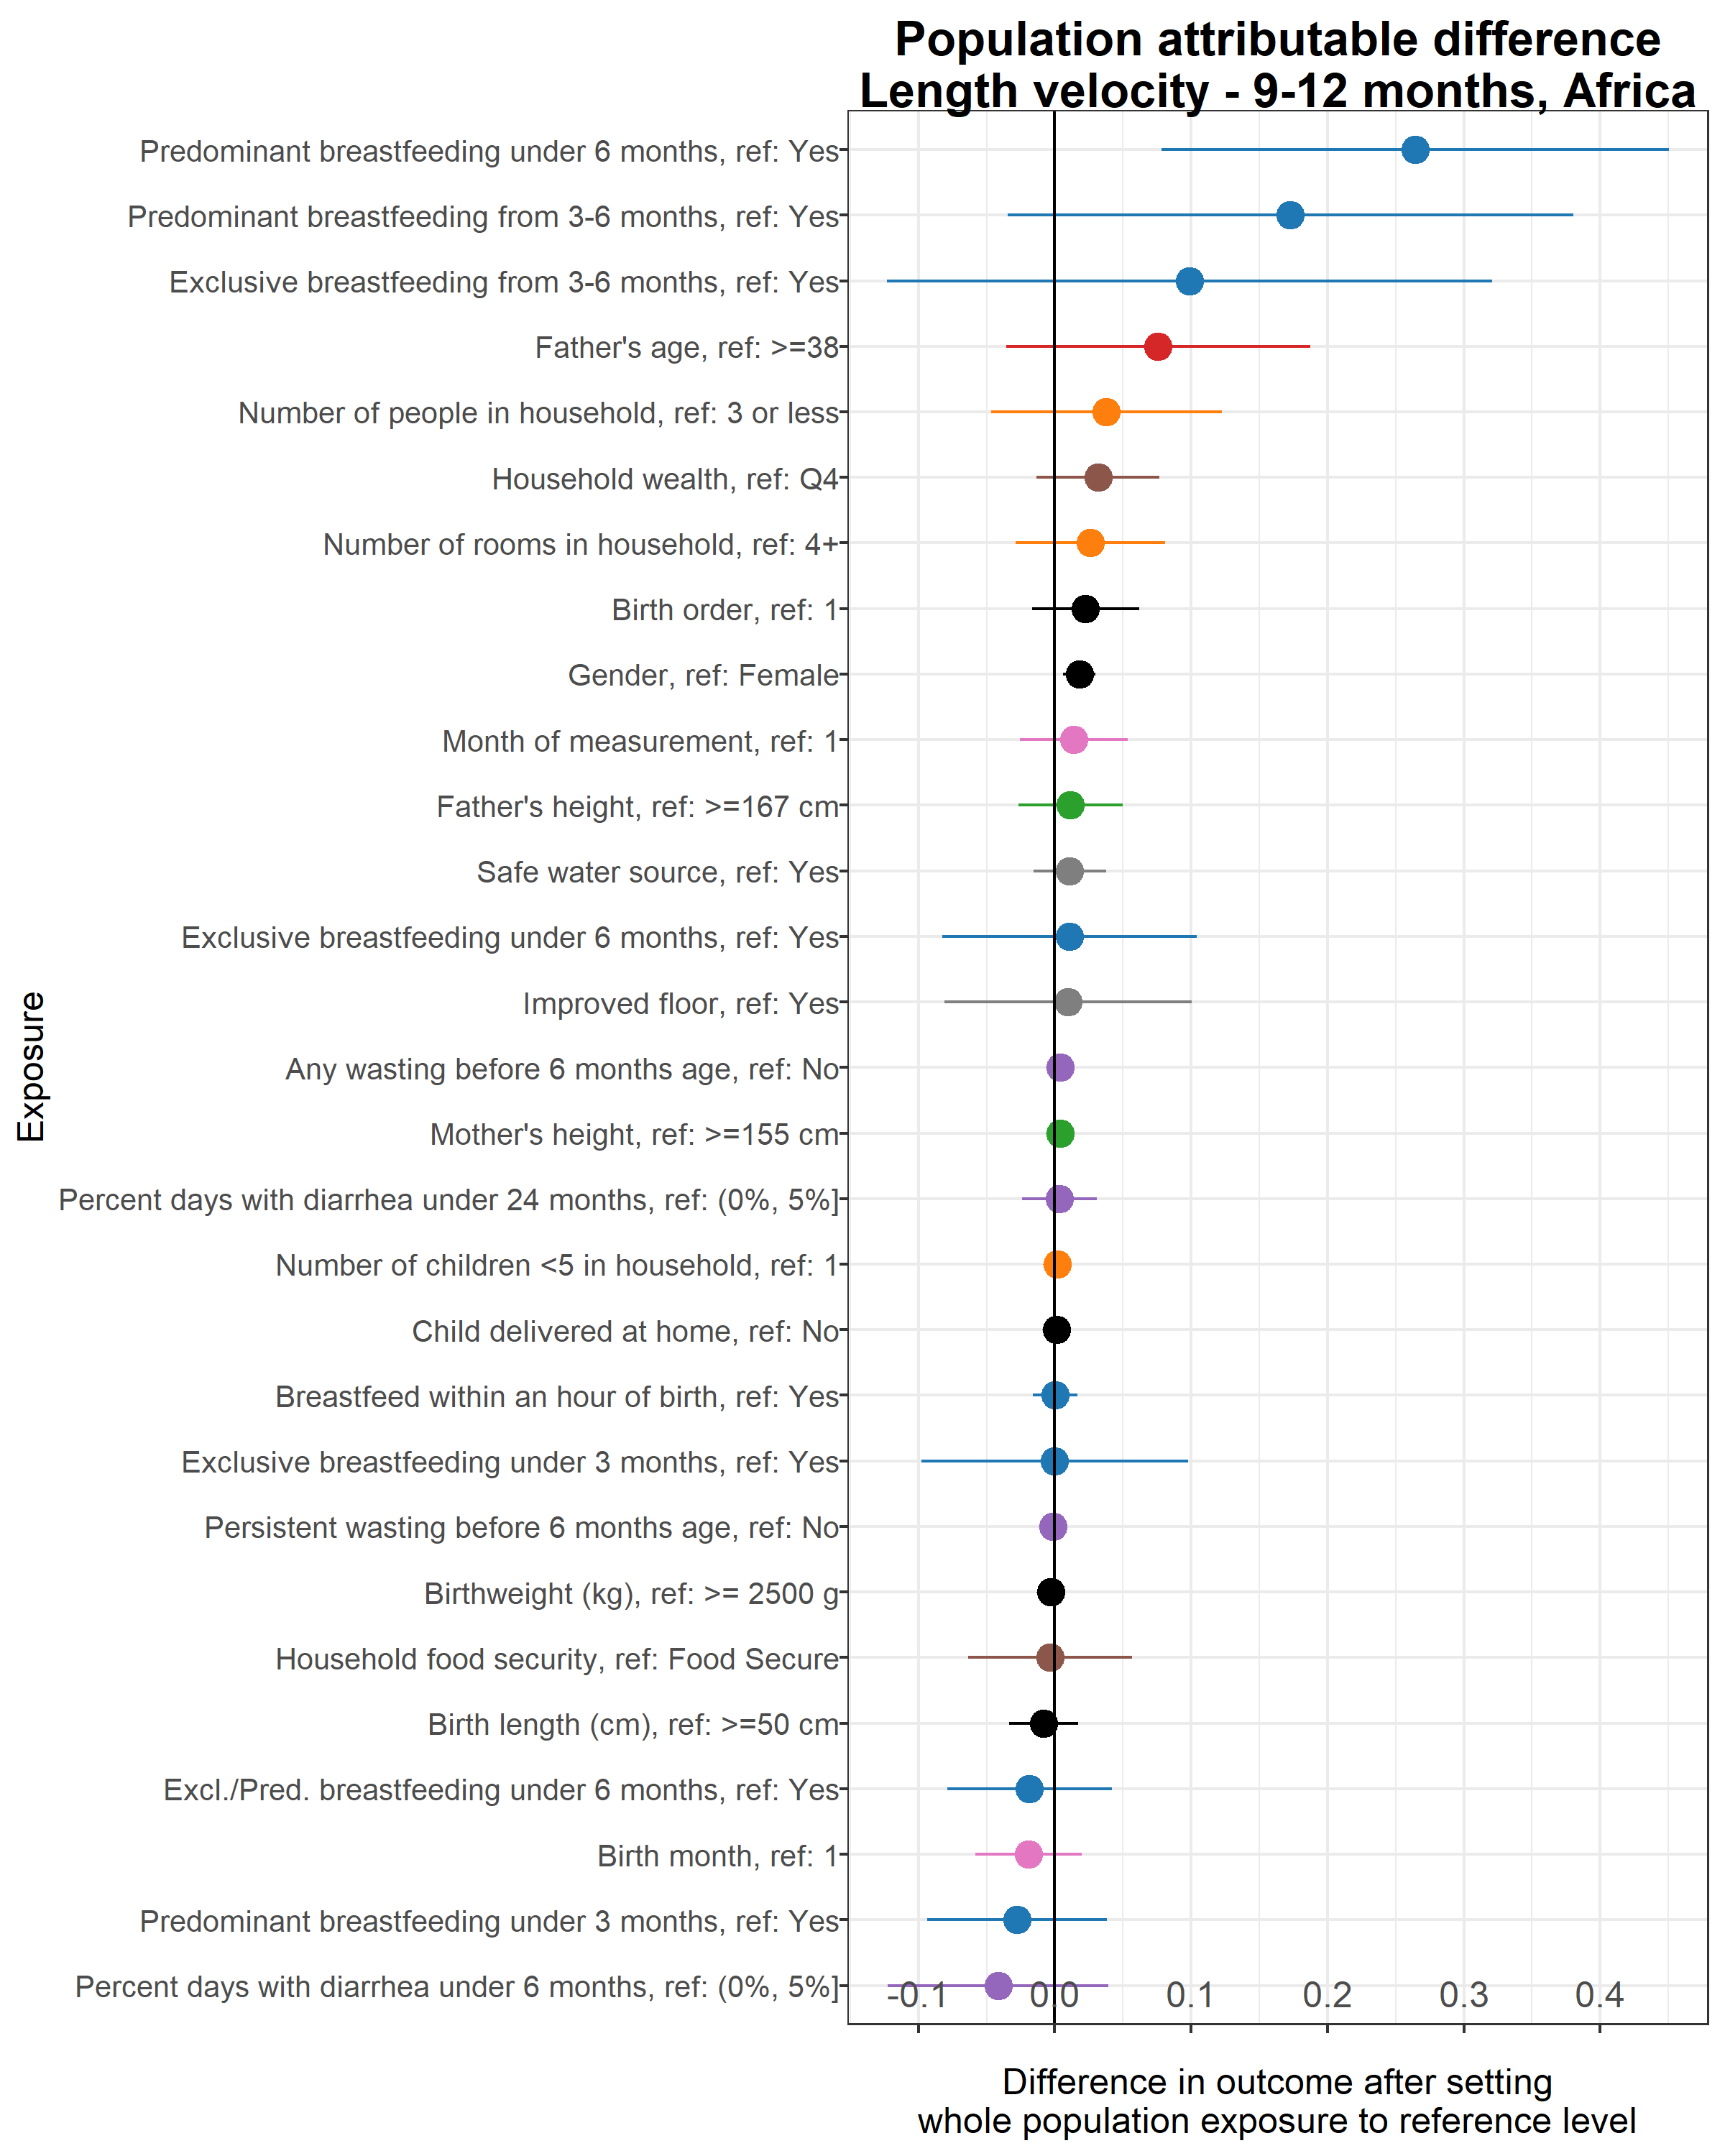 Population attributable difference
Length velocity - 9-12 months, Africa
Predominant breastfeeding under 6 months, ref: Yes
Predominant breastfeeding from 3-6 months, ref: Yes
Exclusive breastfeeding from 3-6 months, ref: Yes
Father's age, ref: >=38
Number of people in household, ref: 3 or less
Household wealth, ref: Q4
Number of rooms in household, ref: 4+
Birth order, ref: 1
Gender, ref: Female
Month of measurement, ref: 1
Father's height, ref: >=167 cm
Safe water source, ref: Yes
Exclusive breastfeeding under 6 months, ref: Yes
Improved floor, ref: Yes
Any wasting before 6 months age, ref: No
Mother's height, ref: >=155 cm
Percent days with diarrhea under 24 months, ref: (0%, 5%]
Number of children <5 in household, ref: 1
Child delivered at home, ref: No
Breastfeed within an hour of birth, ref: Yes
Exclusive breastfeeding under 3 months, ref: Yes
Persistent wasting before 6 months age, ref: No
Birthweight (kg), ref: >= 2500 g
Household food security, ref: Food Secure
Birth length (cm), ref: >=50 cm
Excl./Pred. breastfeeding under 6 months, ref: Yes
Birth month, ref: 1
Predominant breastfeeding under 3 months, ref: Yes
Percent days with diarrhea under 6 months, ref: (0%, 5%]
Exposure
-0.1 0.0 0.1 0.2 0.3 0.4
Difference in outcome after setting
whole population exposure to reference level